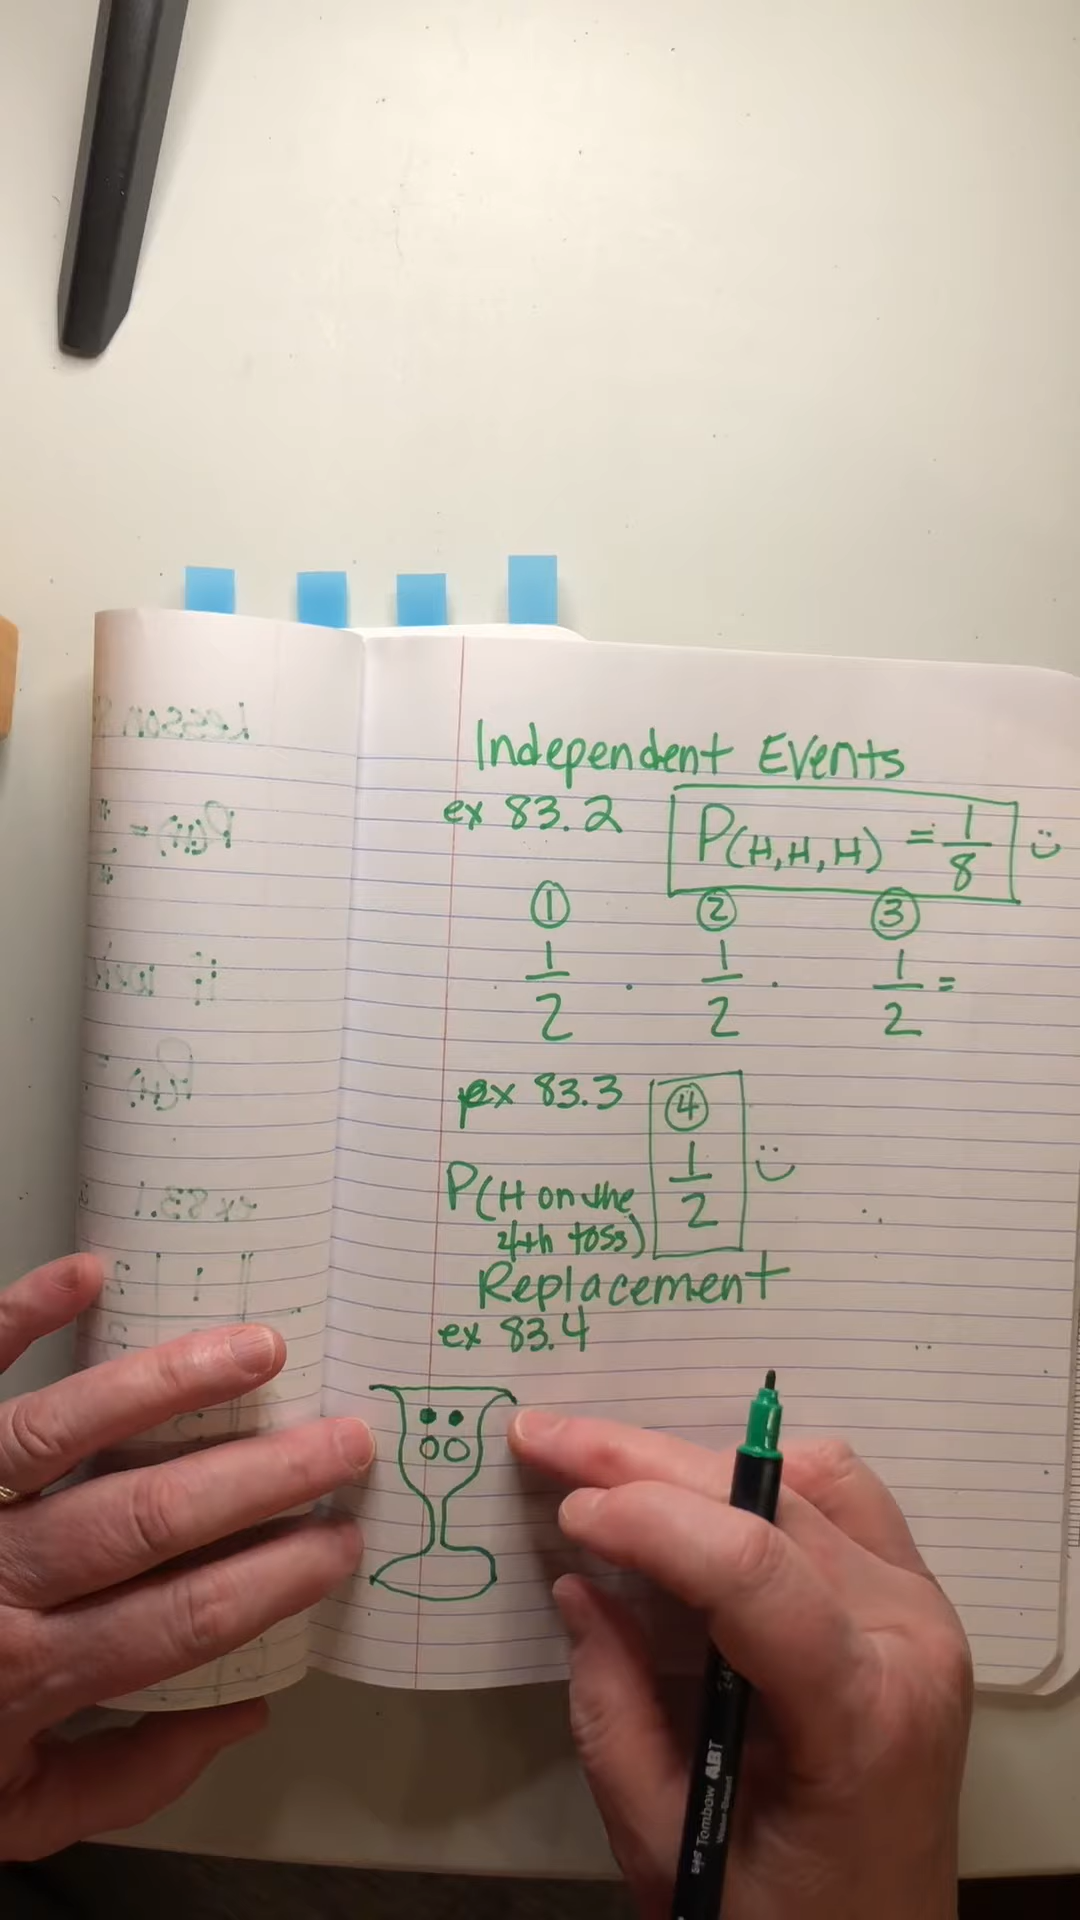 Independent Events
ex 83.2
P(H,H,H) = 1/8
① ② ③
1/2 · 1/2 · 1/2 =
ex 83.3
④
1/2
P(H on the
4th toss)
Replacement
ex 83.4
Tombow ABT